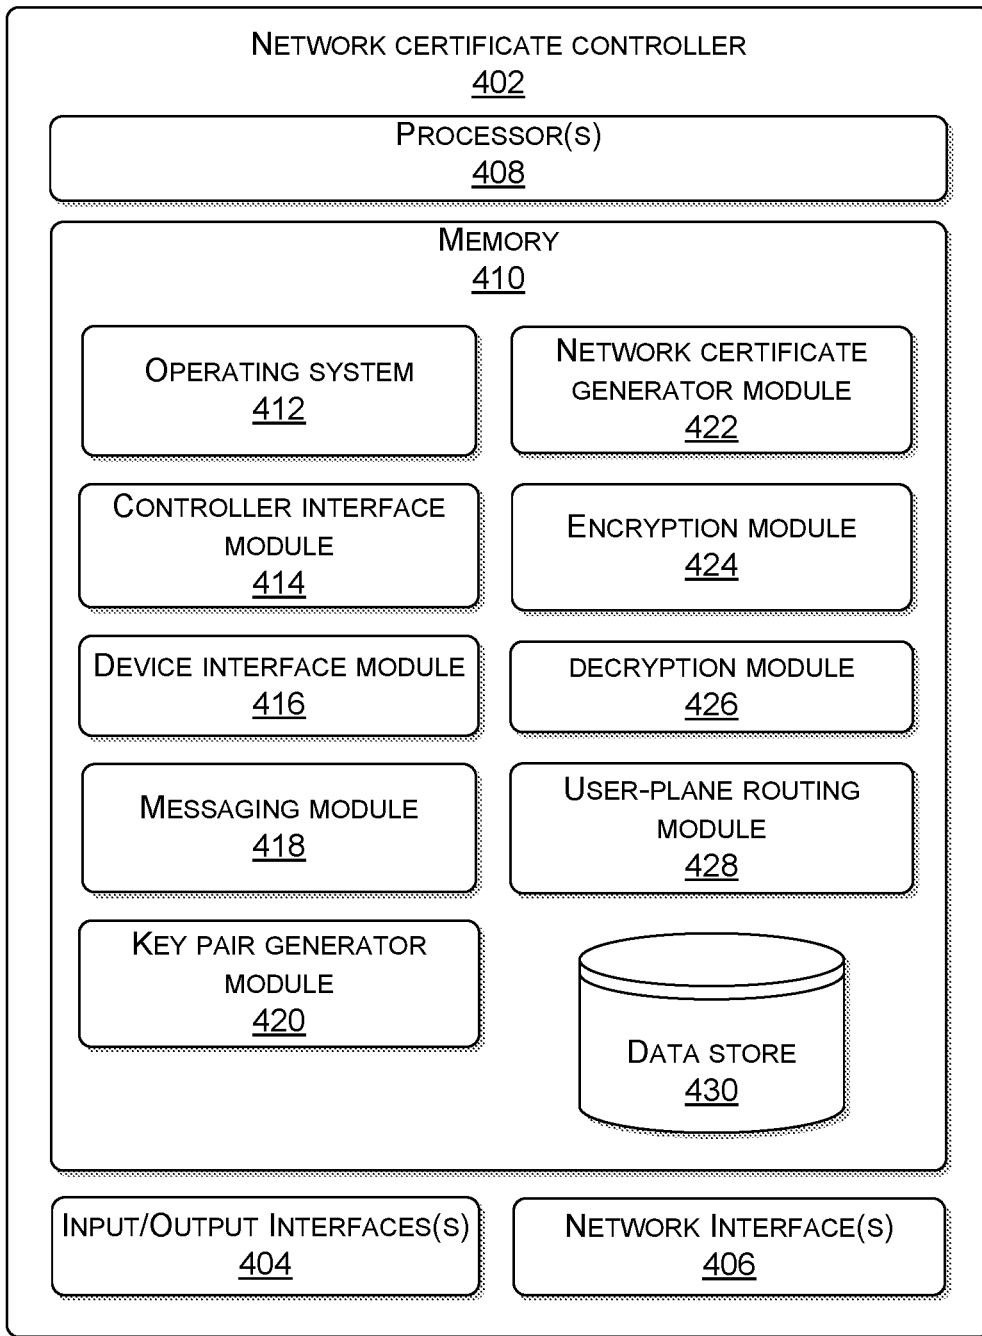 NETWORK CERTIFICATE CONTROLLER
402
PROCESSOR(S)
408
MEMORY
410
OPERATING SYSTEM
412
NETWORK CERTIFICATE
GENERATOR MODULE
422
CONTROLLER INTERFACE
MODULE
414
ENCRYPTION MODULE
424
DEVICE INTERFACE MODULE
416
DECRYPTION MODULE
426
MESSAGING MODULE
418
USER-PLANE ROUTING
MODULE
428
KEY PAIR GENERATOR
MODULE
420
DATA STORE
430
INPUT/OUTPUT INTERFACES(S)
404
NETWORK INTERFACE(S)
406